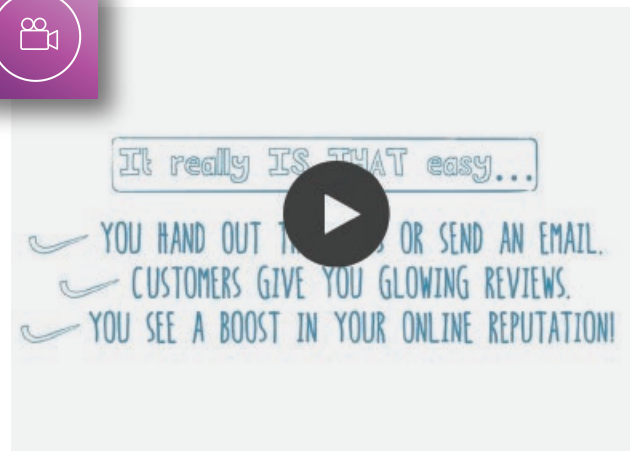 It really IS THAT easy...
YOU HAND OUT OR SEND AN EMAIL.
CUSTOMERS GIVE YOU GLOWING REVIEWS.
YOU SEE A BOOST IN YOUR ONLINE REPUTATION!